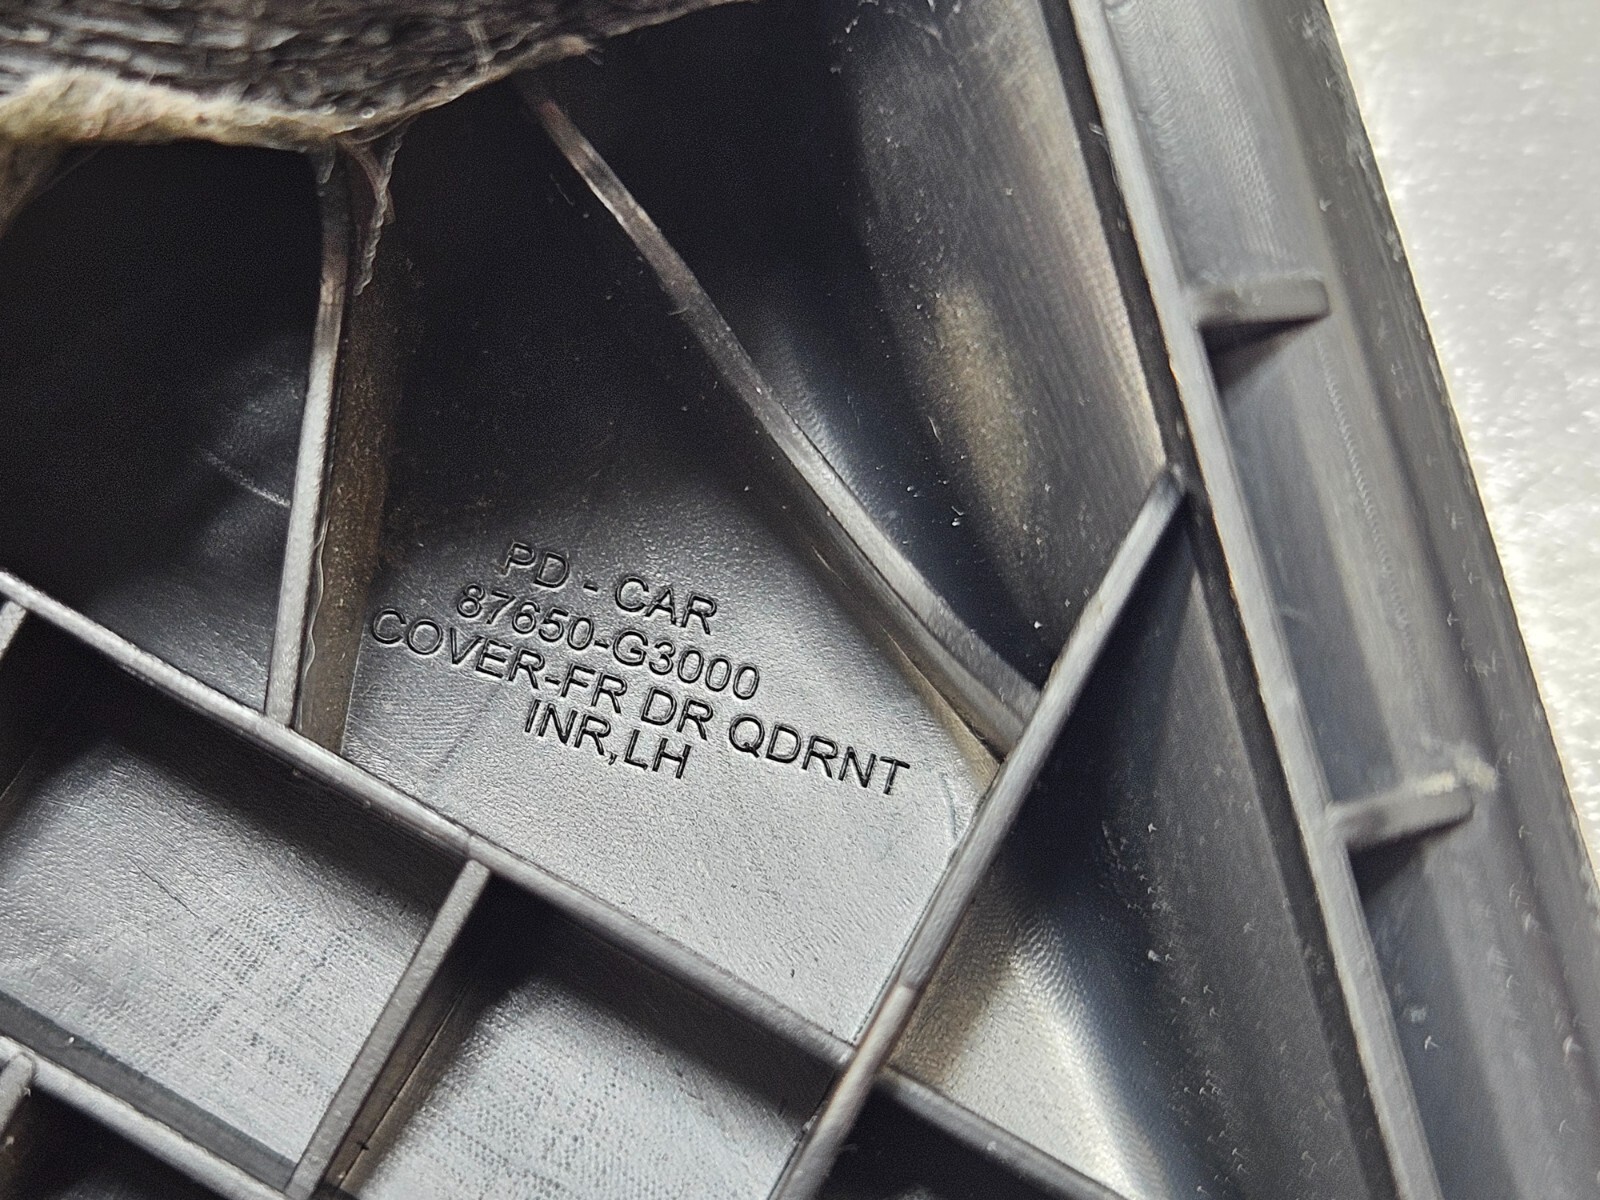 PD - CAR
87650-G3000
COVER-FR DR QDRNT
INR,LH